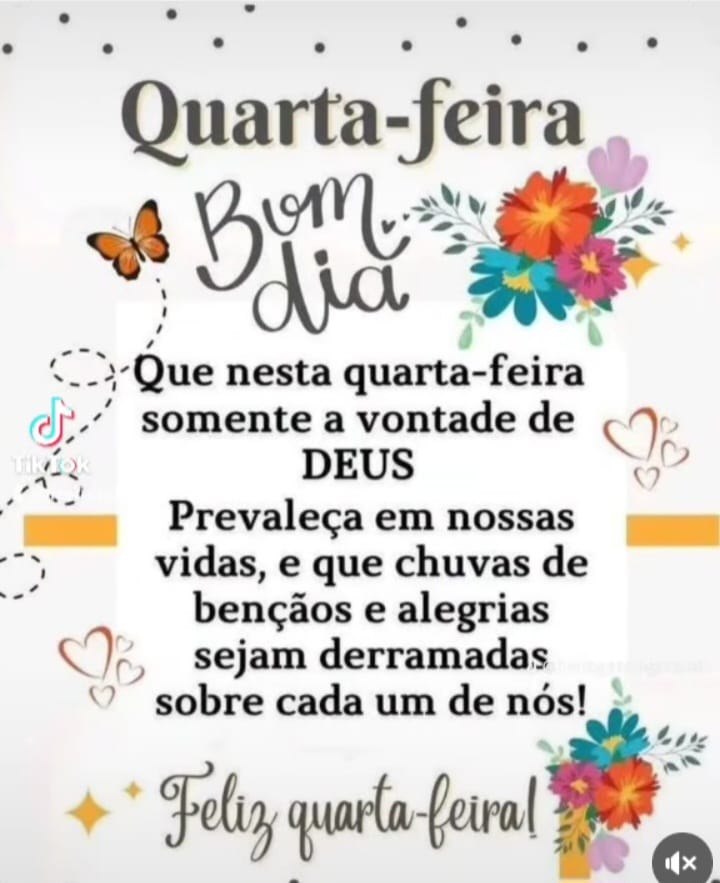 Quarta-feira
Bom
dia
Que nesta quarta-feira
somente a vontade de
DEUS
TikTok
Prevaleça em nossas
vidas, e que chuvas de
bençãos e alegrias
sejam derramadas
sobre cada um de nós!
Feliz quarta-feira!